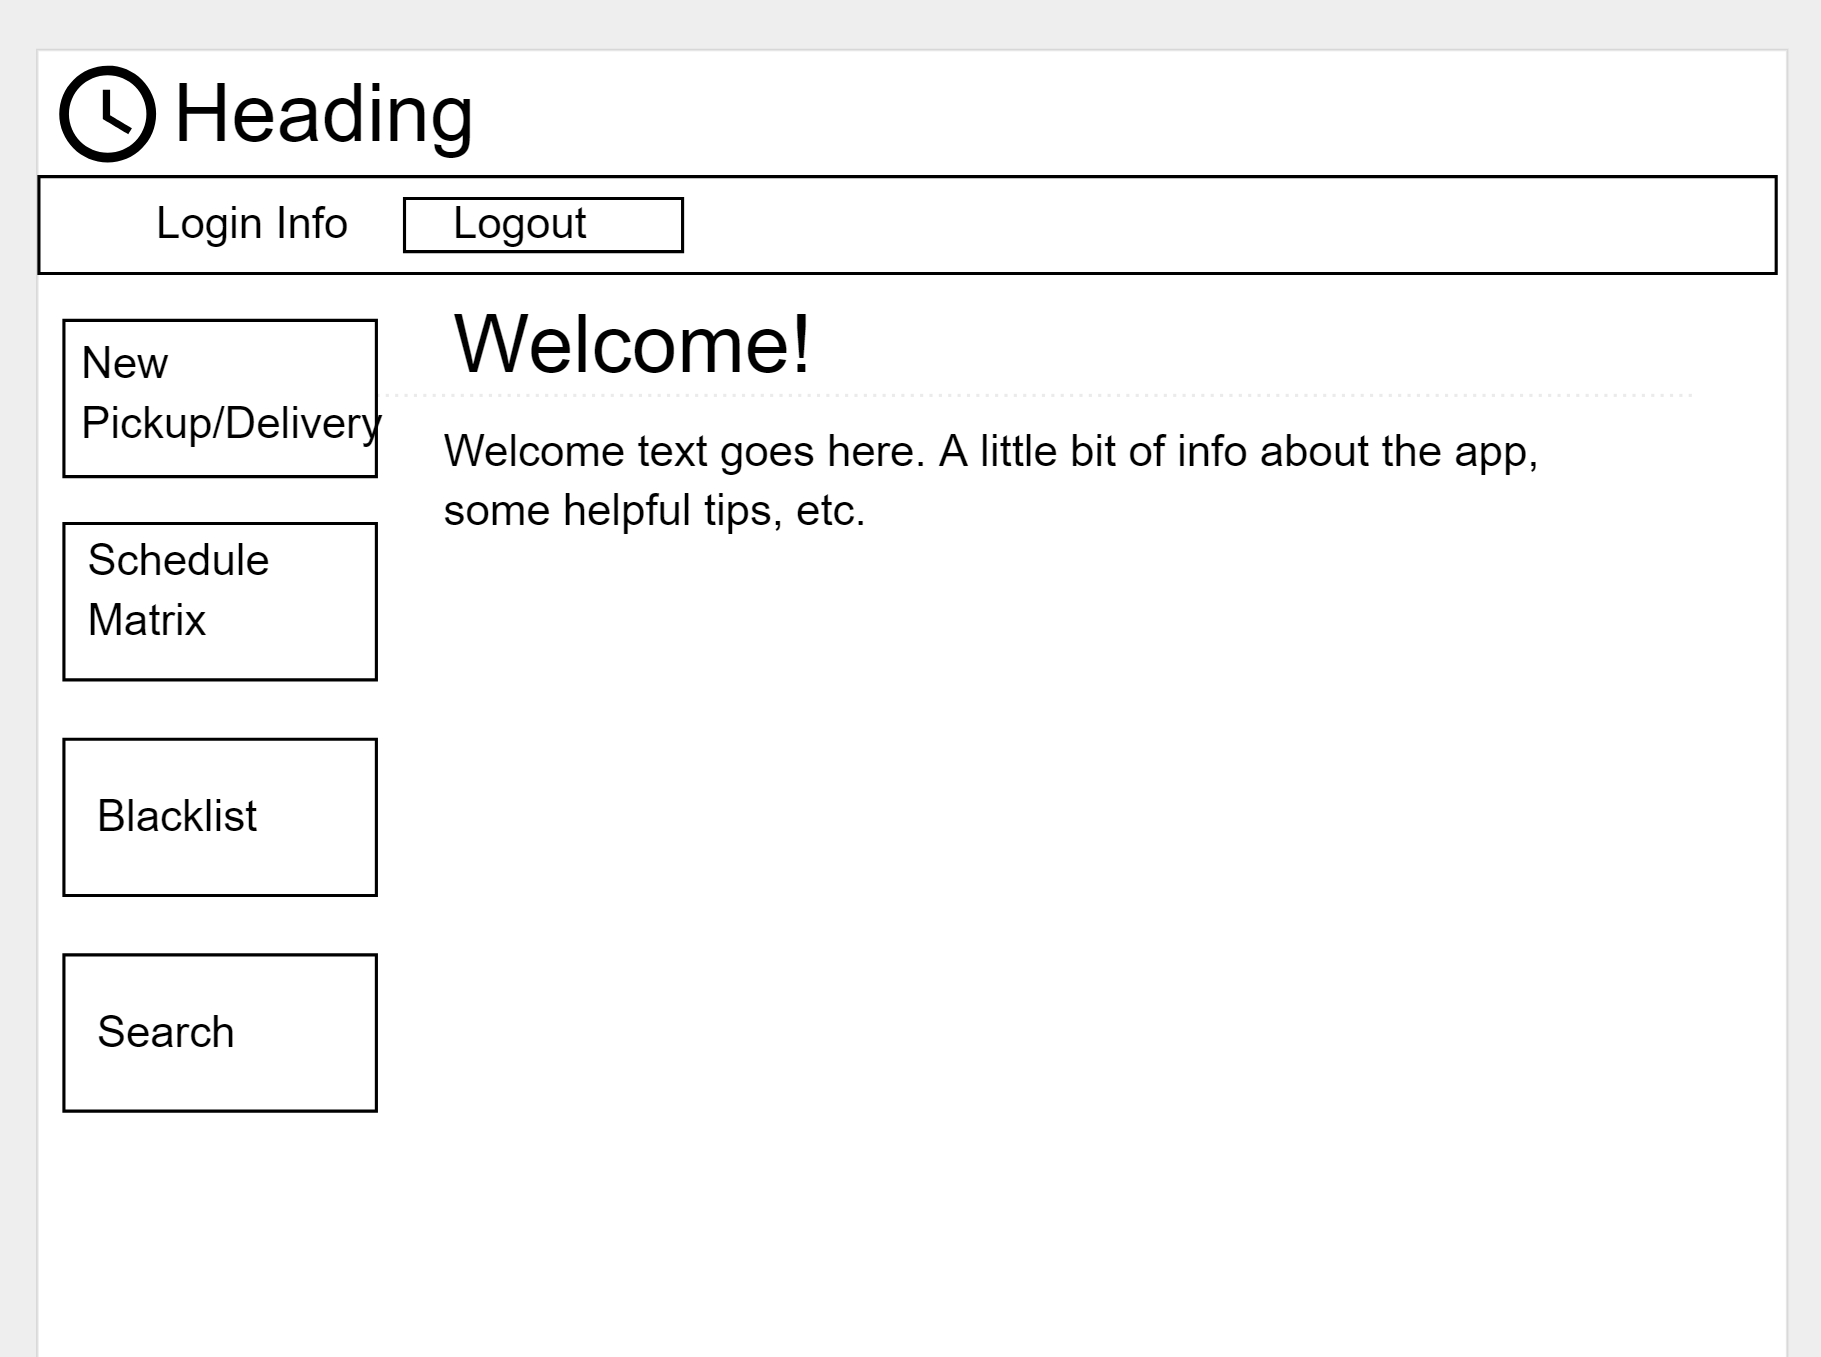 Heading
Login Info
Logout
New
Pickup/Delivery
Welcome!
Welcome text goes here. A little bit of info about the app,
some helpful tips, etc.
Schedule
Matrix
Blacklist
Search